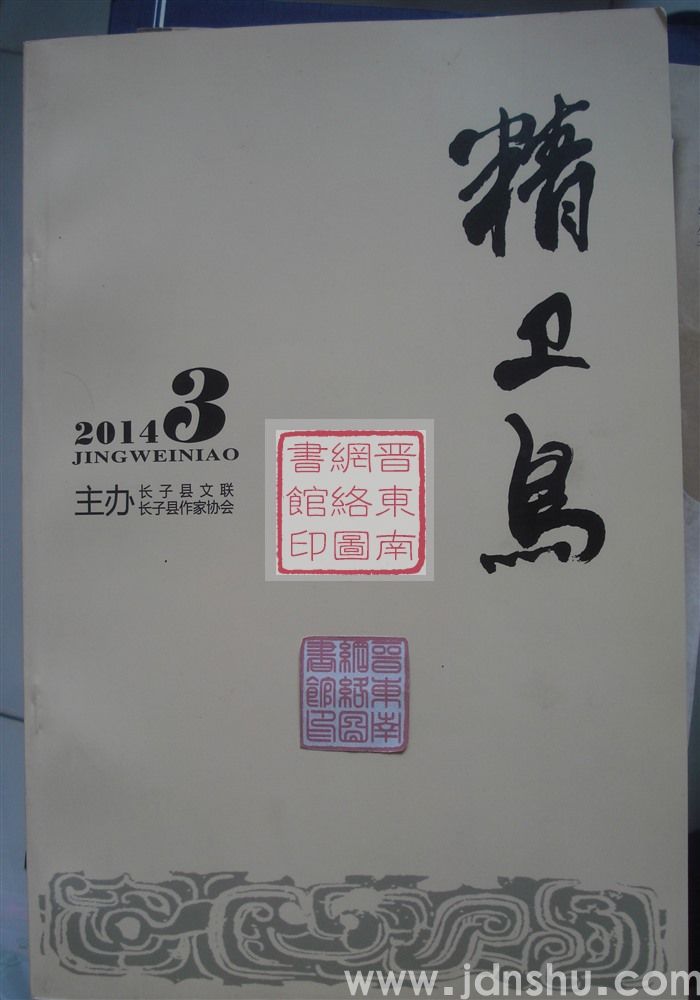 精卫鳥
2014 3
JINGWEINIAO
主办 长子县文联
长子县作家协会
晋東南
網絡圖
書館印
晉東南
網絡圖
書館印
www.jdnshu.com